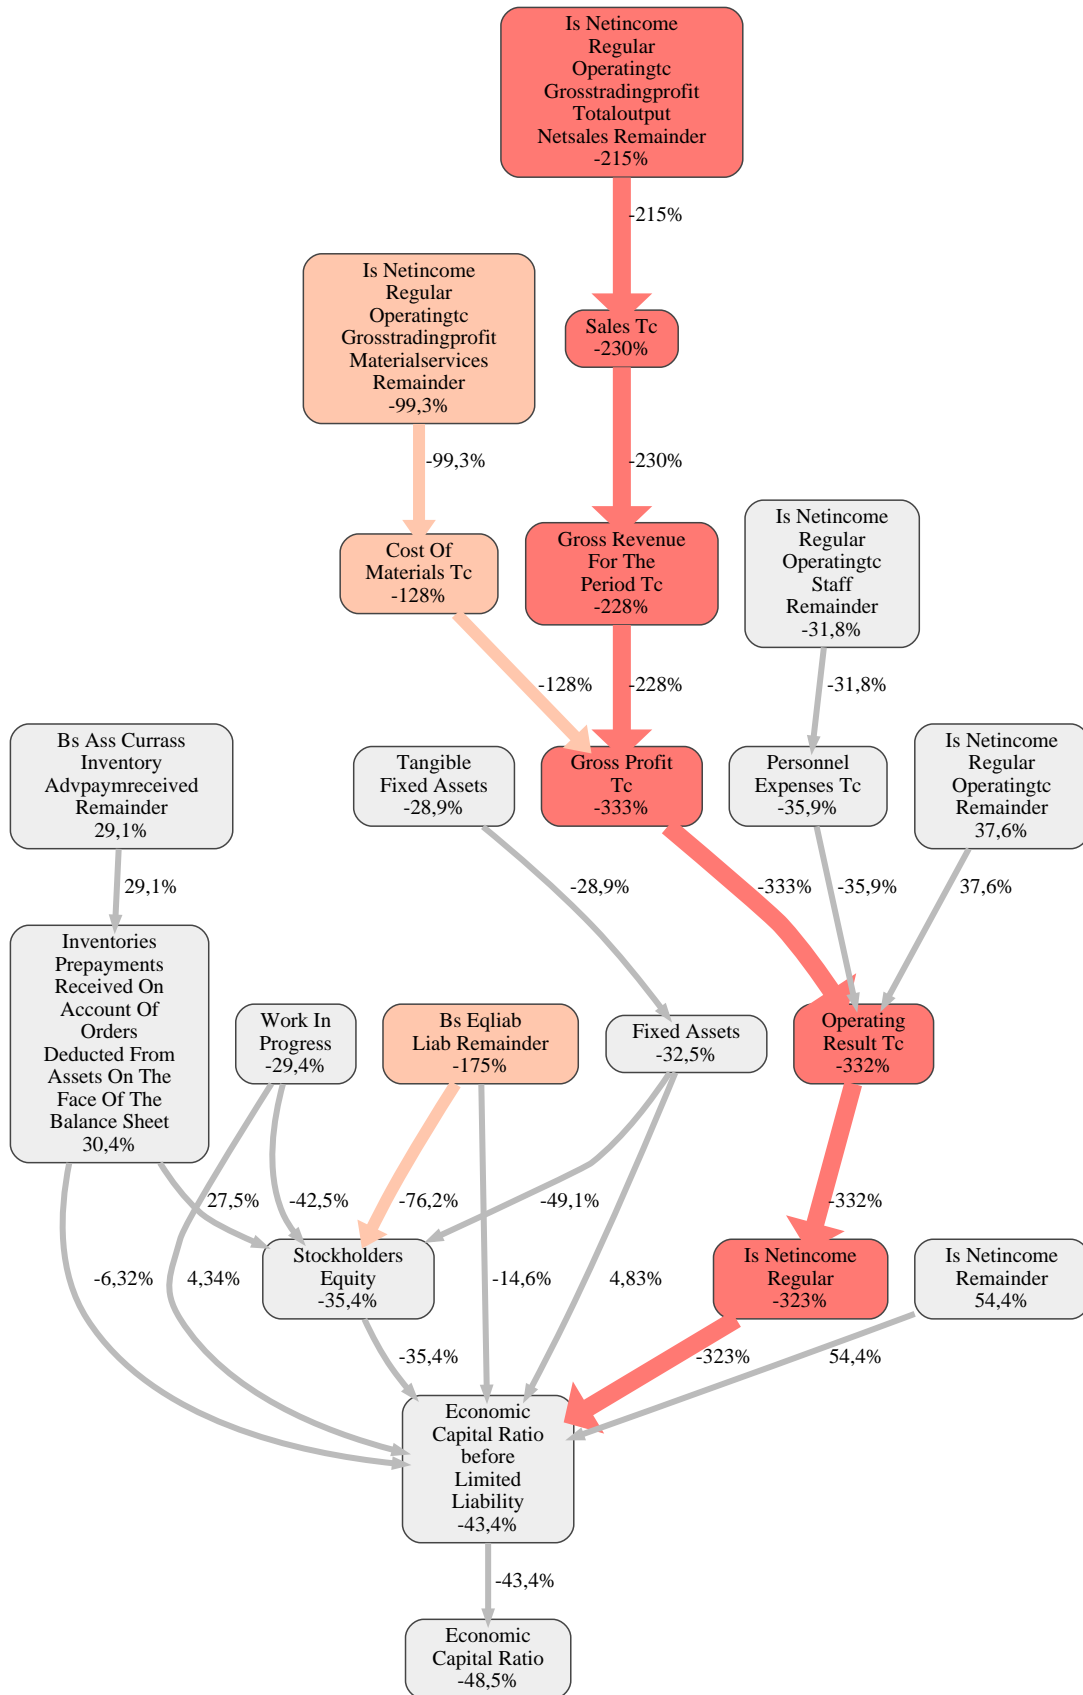 Is Netincome
Regular
Operatingtc
Grosstradingprofit
Totaloutput
Netsales Remainder
-215%
-215%
Is Netincome
Regular
Operatingtc
Grosstradingprofit
Materialservices
Remainder
-99,3%
Sales Tc
-230%
-99,3%
-230%
Is Netincome
Regular
Operatingtc
Staff
Remainder
-31,8%
Cost Of
Materials Tc
-128%
Gross Revenue
For The
Period Tc
-228%
-128%
-228%
-31,8%
Bs Ass Currass
Inventory
Advpaymreceived
Remainder
29,1%
Tangible
Fixed Assets
-28,9%
Gross Profit
Tc
-333%
Personnel
Expenses Tc
-35,9%
Is Netincome
Regular
Operatingtc
Remainder
37,6%
29,1%
-28,9%
-333%
-35,9%
37,6%
Inventories
Prepayments
Received On
Account Of
Orders
Deducted From
Assets On The
Face Of The
Balance Sheet
30,4%
Work In
Progress
-29,4%
Bs Eqliab
Liab Remainder
-175%
Fixed Assets
-32,5%
Operating
Result Tc
-332%
27,5%
-42,5%
-76,2%
-49,1%
-332%
-6,32%
4,34%
Stockholders
Equity
-35,4%
-14,6%
4,83%
Is Netincome
Regular
-323%
Is Netincome
Remainder
54,4%
-35,4%
-323%
54,4%
Economic
Capital Ratio
before
Limited
Liability
-43,4%
-43,4%
Economic
Capital Ratio
-48,5%